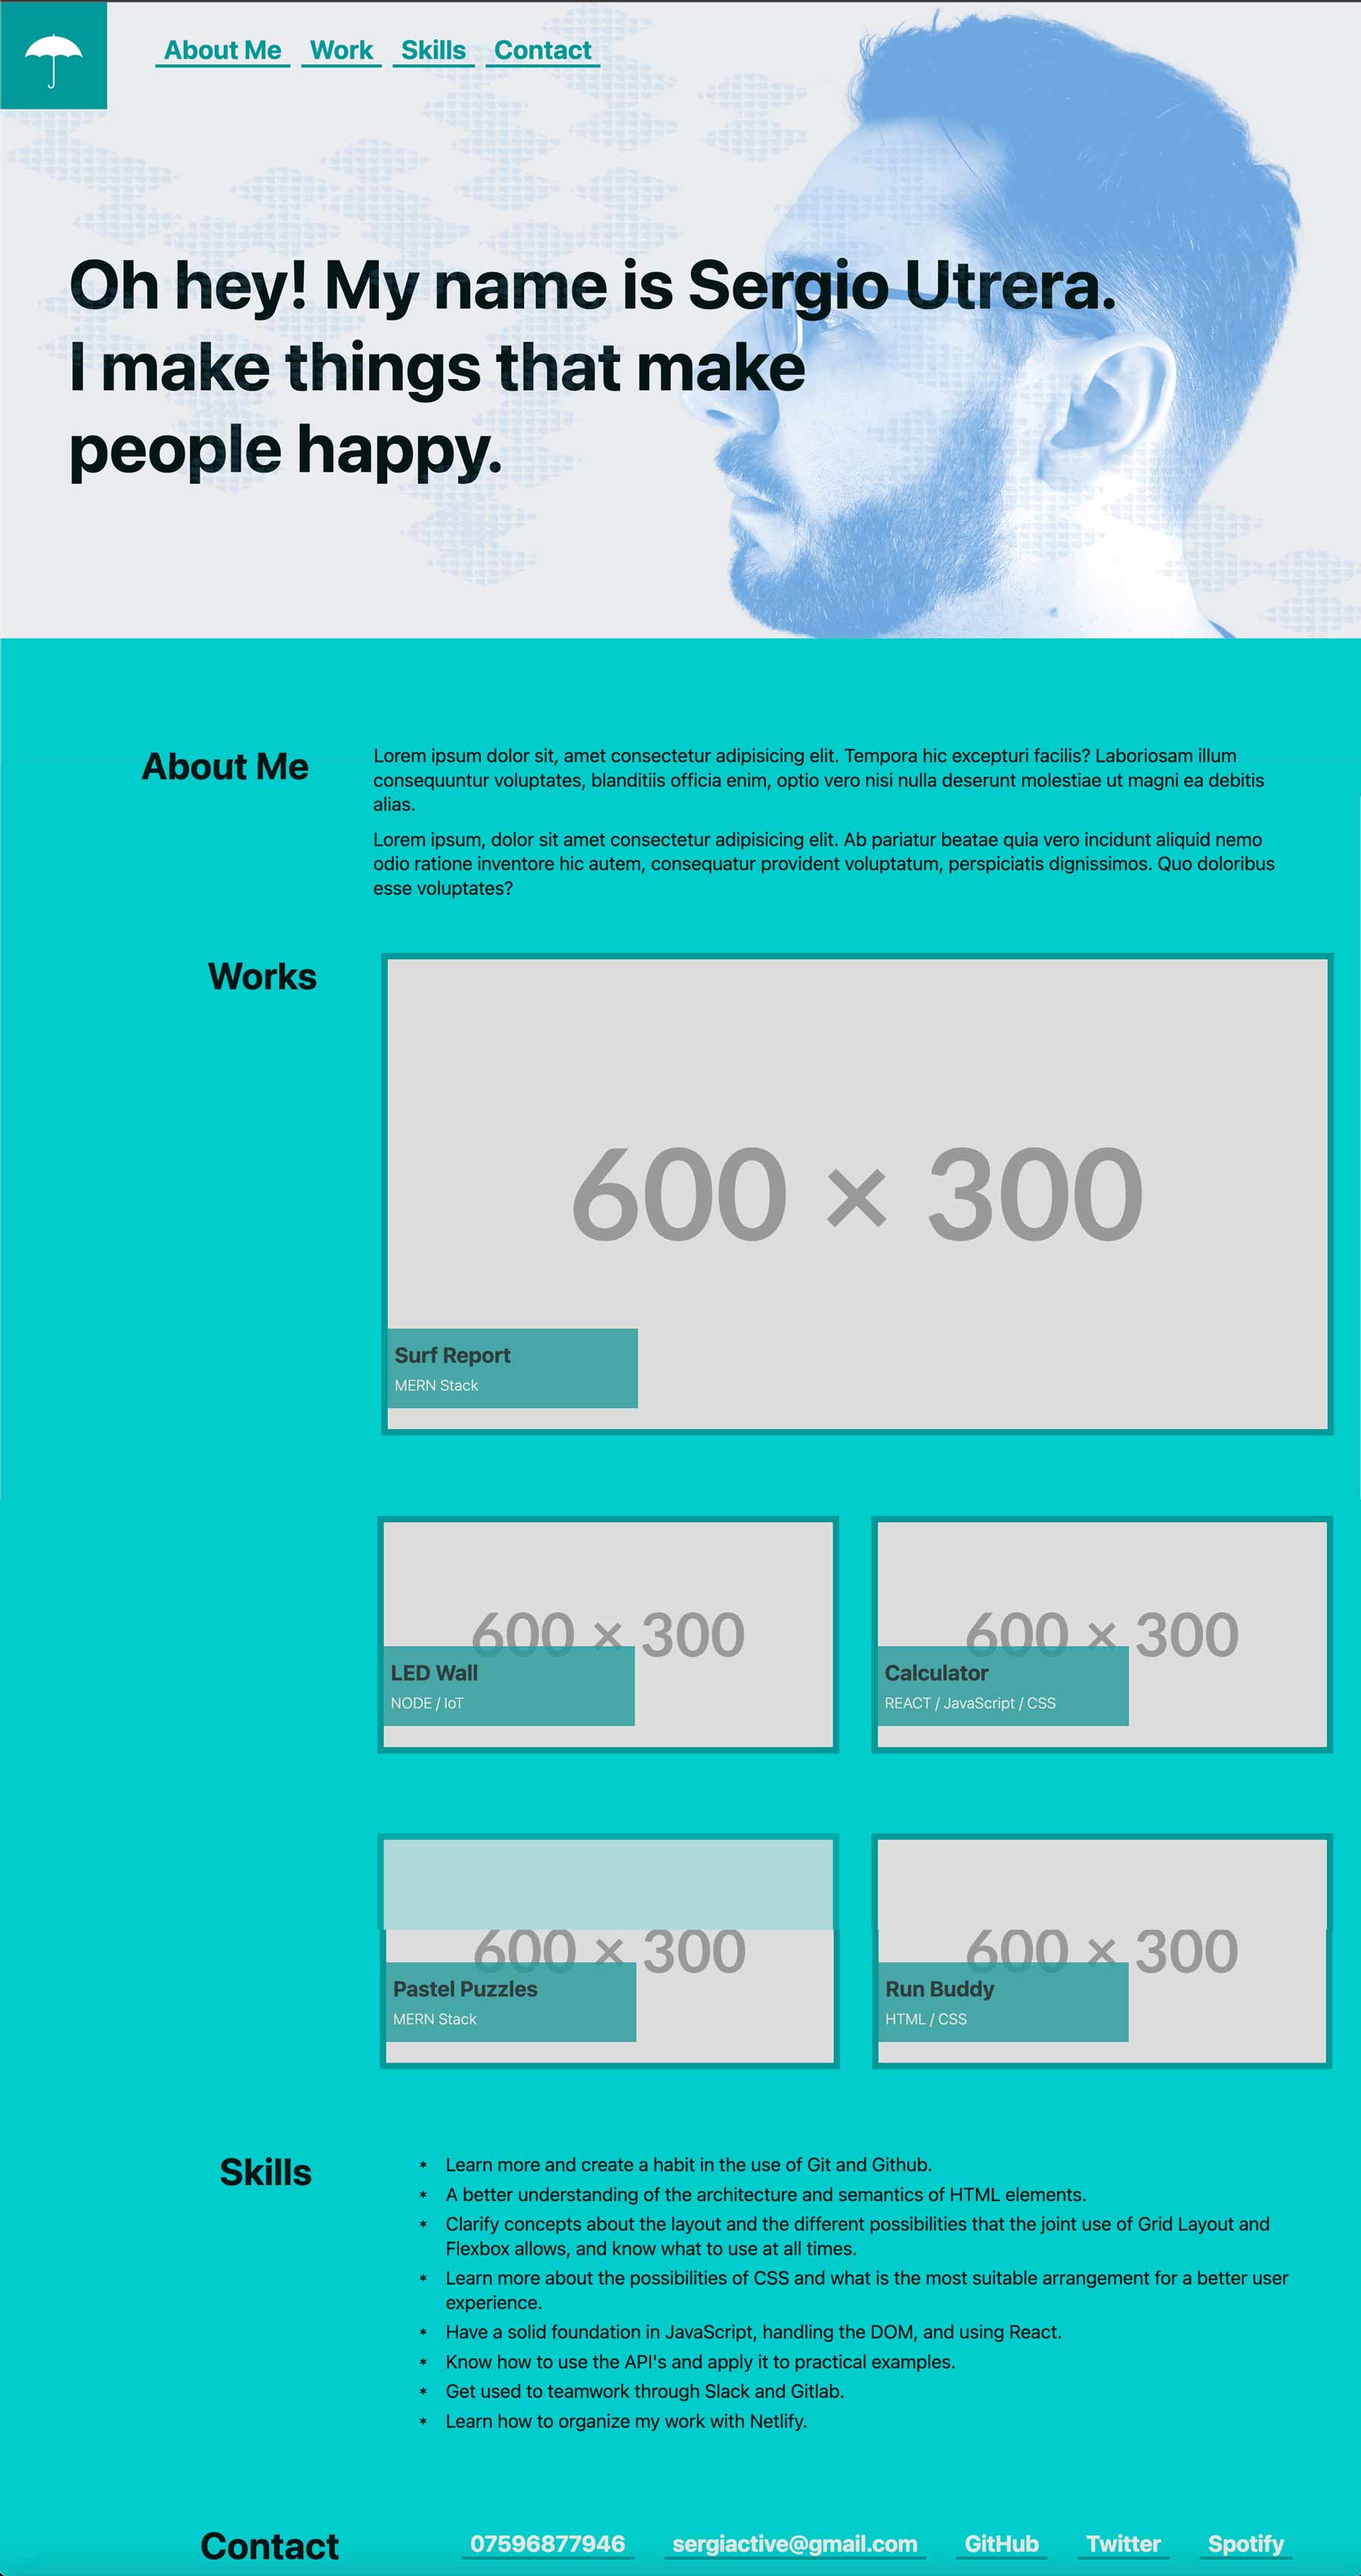 About Me Work Skills Contact
Oh hey! My name is Sergio Utrera.
I make things that make
people happy.
About Me
Lorem ipsum dolor sit, amet consectetur adipisicing elit. Tempora hic excepturi facilis? Laboriosam illum
consequuntur voluptates, blanditiis officia enim, optio vero nisi nulla deserunt molestiae ut magni ea debitis
alias.
Lorem ipsum, dolor sit amet consectetur adipisicing elit. Ab pariatur beatae quia vero incidunt aliquid nemo
odio ratione inventore hic autem, consequatur provident voluptatum, perspiciatis dignissimos. Quo doloribus
esse voluptates?
Works
600 × 300
Surf Report
MERN Stack
600 × 300
LED Wall
NODE / IoT
600 × 300
Calculator
REACT / JavaScript / CSS
600 × 300
Pastel Puzzles
MERN Stack
600 × 300
Run Buddy
HTML / CSS
Skills
* Learn more and create a habit in the use of Git and Github.
* A better understanding of the architecture and semantics of HTML elements.
* Clarify concepts about the layout and the different possibilities that the joint use of Grid Layout and
Flexbox allows, and know what to use at all times.
* Learn more about the possibilities of CSS and what is the most suitable arrangement for a better user
experience.
* Have a solid foundation in JavaScript, handling the DOM, and using React.
* Know how to use the API's and apply it to practical examples.
* Get used to teamwork through Slack and Gitlab.
* Learn how to organize my work with Netlify.
Contact
07596877946 sergiactive@gmail.com GitHub Twitter Spotify